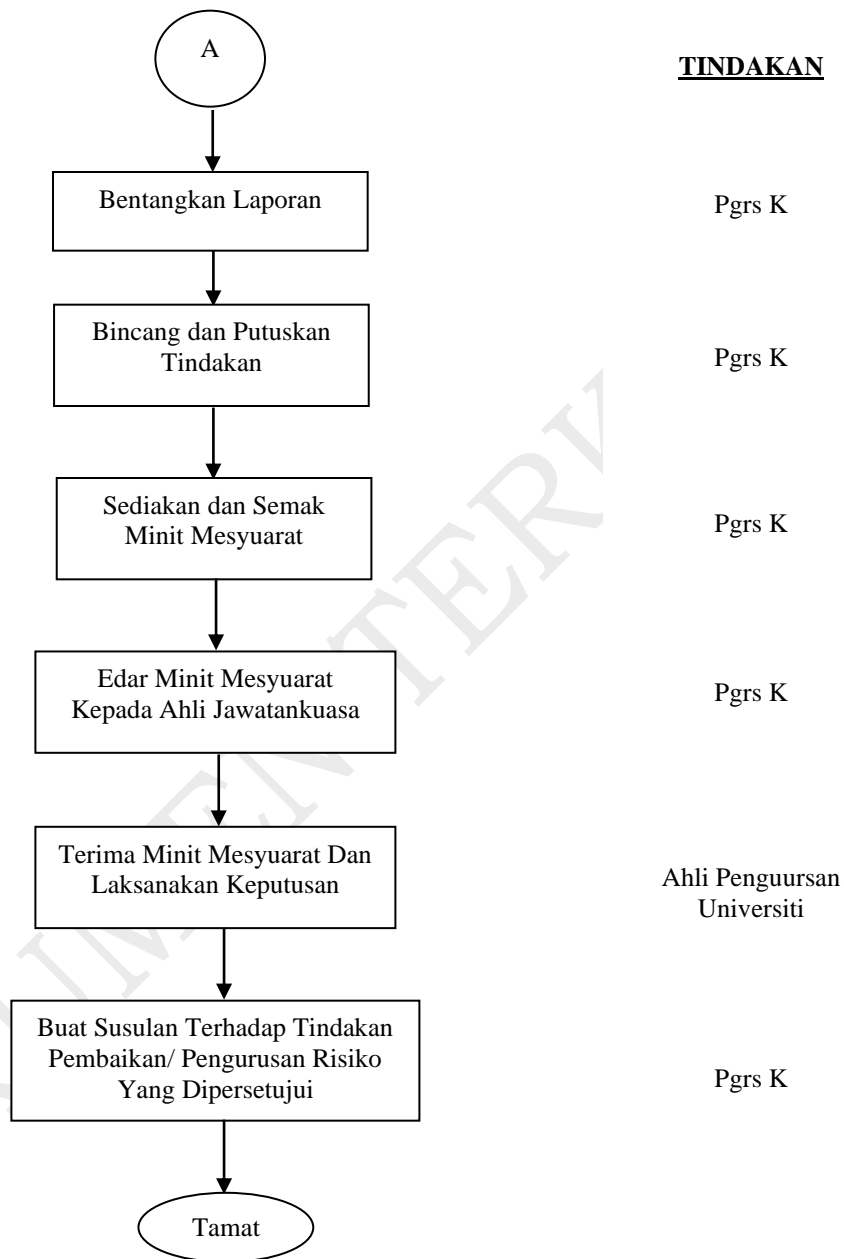 A
TINDAKAN
Bentangkan Laporan
Pgrs K
Bincang dan Putuskan
Tindakan
Pgrs K
Sediakan dan Semak
Minit Mesyuarat
Pgrs K
Edar Minit Mesyuarat
Kepada Ahli Jawatankuasa
Pgrs K
Terima Minit Mesyuarat Dan
Laksanakan Keputusan
Ahli Penguursan
Universiti
Buat Susulan Terhadap Tindakan
Pembaikan/ Pengurusan Risiko
Yang Dipersetujui
Pgrs K
Tamat